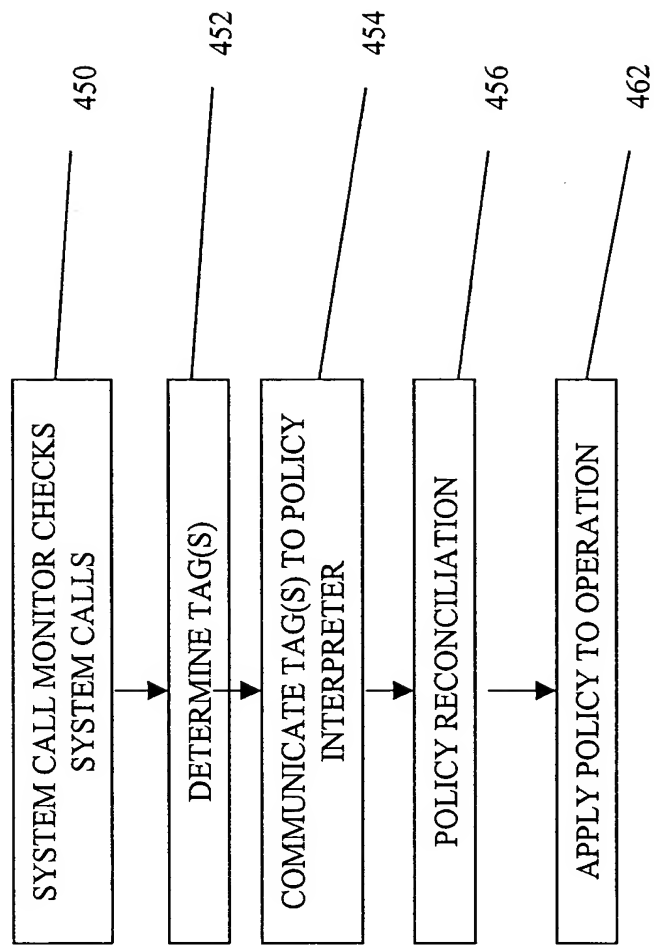 SYSTEM CALL MONITOR CHECKS
SYSTEM CALLS
450
DETERMINE TAG(S)
452
COMMUNICATE TAG(S) TO POLICY
INTERPRETER
454
POLICY RECONCILIATION
456
APPLY POLICY TO OPERATION
462